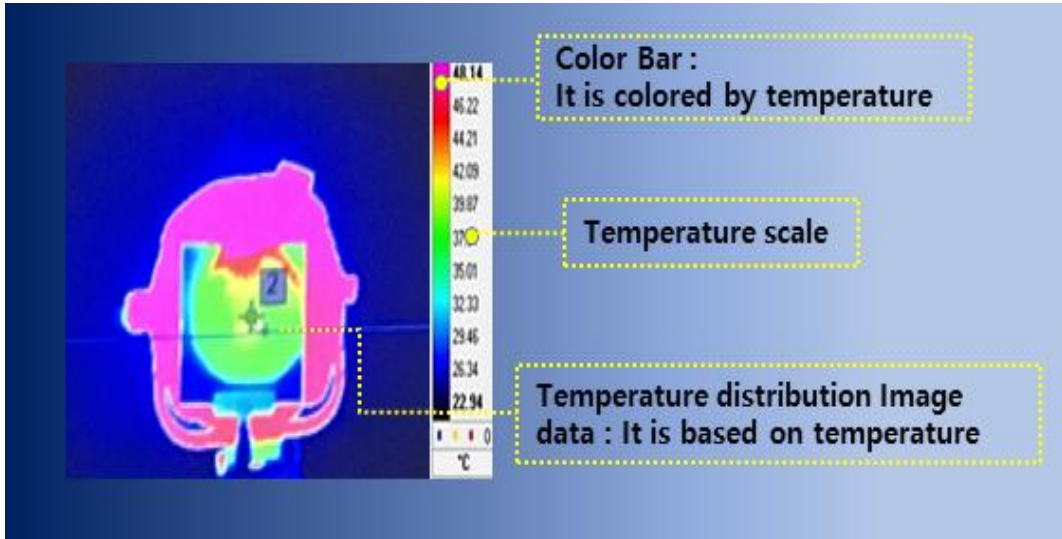 Color Bar :
It is colored by temperature
48.14
46.22
44.21
42.09
39.87
37
35.01
32.33
29.46
26.34
22.94
0
°C
2
Temperature scale
Temperature distribution Image
data : It is based on temperature